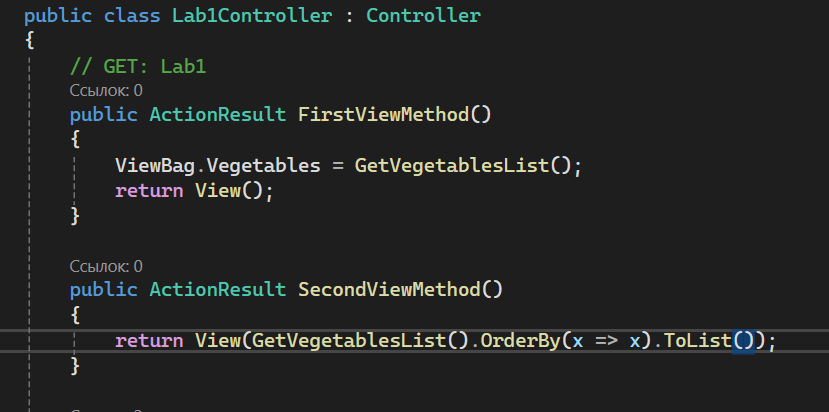 public class Lab1Controller : Controller
{
// GET: Lab1
Ссылок: 0
public ActionResult FirstViewMethod()
{
ViewBag.Vegetables = GetVegetablesList();
return View();
}
Ссылок: 0
public ActionResult SecondViewMethod()
{
return View(GetVegetablesList().OrderBy(x => x).ToList());
}